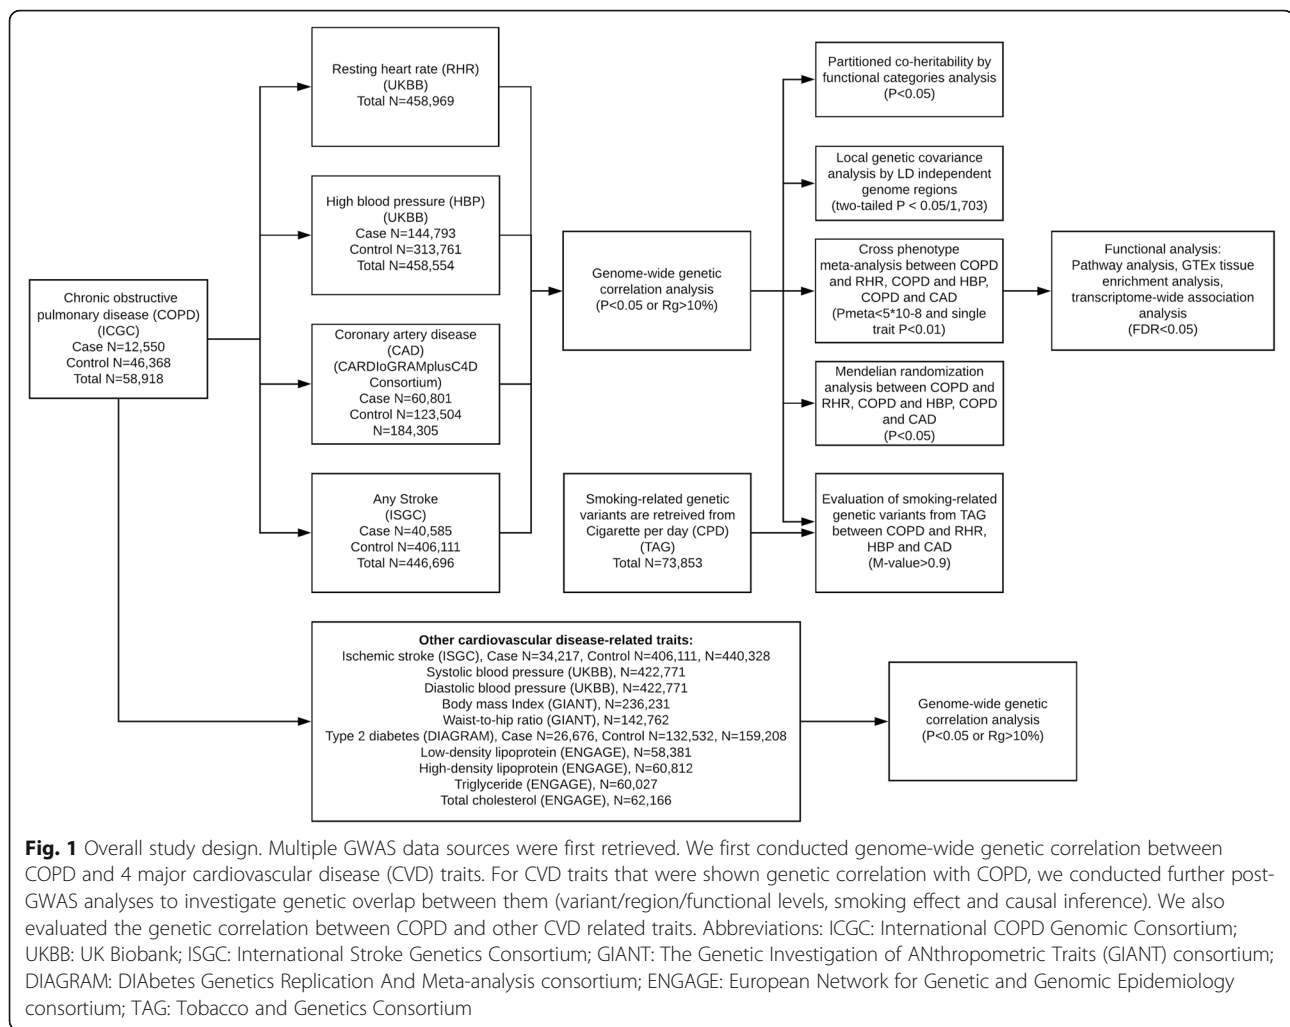 Chronic obstructive
pulmonary disease (COPD)
(ICGC)
Case N=12,550
Control N=46,368
Total N=58,918
Resting heart rate (RHR)
(UKBB)
Total N=458,969
High blood pressure (HBP)
(UKBB)
Case N=144,793
Control N=313,761
Total N=458,554
Coronary artery disease
(CAD)
(CARDIoGRAMplusC4D
Consortium)
Case N=60,801
Control N=123,504
N=184,305
Any Stroke
(ISGC)
Case N=40,585
Control N=406,111
Total N=446,696
Genome-wide genetic
correlation analysis
(P<0.05 or Rg>10%)
Smoking-related genetic
variants are retreived from
Cigarette per day (CPD)
(TAG)
Total N=73,853
Partitioned co-heritability by
functional categories analysis
(P<0.05)
Local genetic covariance
analysis by LD independent
genome regions
(two-tailed P < 0.05/1,703)
Cross phenotype
meta-analysis between COPD
and RHR, COPD and HBP,
COPD and CAD
(Pmeta<5*10-8 and single
trait P<0.01)
Mendelian randomization
analysis between COPD and
RHR, COPD and HBP, COPD
and CAD
(P<0.05)
Evaluation of smoking-related
genetic variants from TAG
between COPD and RHR,
HBP and CAD
(M-value>0.9)
Functional analysis:
Pathway analysis, GTEx tissue
enrichment analysis,
transcriptome-wide association
analysis
(FDR<0.05)
Other cardiovascular disease-related traits:
Ischemic stroke (ISGC), Case N=34,217, Control N=406,111, N=440,328
Systolic blood pressure (UKBB), N=422,771
Diastolic blood pressure (UKBB), N=422,771
Body mass Index (GIANT), N=236,231
Waist-to-hip ratio (GIANT), N=142,762
Type 2 diabetes (DIAGRAM), Case N=26,676, Control N=132,532, N=159,208
Low-density lipoprotein (ENGAGE), N=58,381
High-density lipoprotein (ENGAGE), N=60,812
Triglyceride (ENGAGE), N=60,027
Total cholesterol (ENGAGE), N=62,166
Genome-wide genetic
correlation analysis
(P<0.05 or Rg>10%)
Fig. 1 Overall study design. Multiple GWAS data sources were first retrieved. We first conducted genome-wide genetic correlation between
COPD and 4 major cardiovascular disease (CVD) traits. For CVD traits that were shown genetic correlation with COPD, we conducted further post-
GWAS analyses to investigate genetic overlap between them (variant/region/functional levels, smoking effect and causal inference). We also
evaluated the genetic correlation between COPD and other CVD related traits. Abbreviations: ICGC: International COPD Genomic Consortium;
UKBB: UK Biobank; ISGC: International Stroke Genetics Consortium; GIANT: The Genetic Investigation of ANthropometric Traits (GIANT) consortium;
DIAGRAM: DIAbetes Genetics Replication And Meta-analysis consortium; ENGAGE: European Network for Genetic and Genomic Epidemiology
consortium; TAG: Tobacco and Genetics Consortium